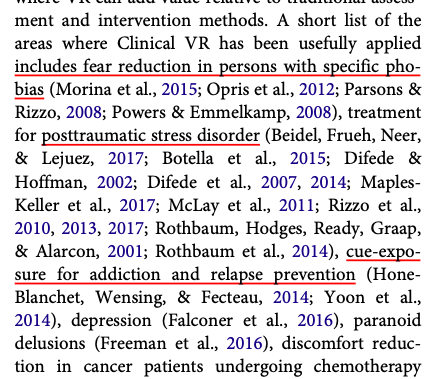 where VR can add value relative to traditional assess-
ment and intervention methods. A short list of the
areas where Clinical VR has been usefully applied
includes fear reduction in persons with specific pho-
bias (Morina et al., 2015; Opris et al., 2012; Parsons &
Rizzo, 2008; Powers & Emmelkamp, 2008), treatment
for posttraumatic stress disorder (Beidel, Frueh, Neer,
& Lejuez, 2017; Botella et al., 2015; Difede &
Hoffman, 2002; Difede et al., 2007, 2014; Maples-
Keller et al., 2017; McLay et al., 2011; Rizzo et al.,
2010, 2013, 2017; Rothbaum, Hodges, Ready, Graap,
& Alarcon, 2001; Rothbaum et al., 2014), cue-expo-
sure for addiction and relapse prevention (Hone-
Blanchet, Wensing, & Fecteau, 2014; Yoon et al.,
2014), depression (Falconer et al., 2016), paranoid
delusions (Freeman et al., 2016), discomfort reduc-
tion in cancer patients undergoing chemotherapy